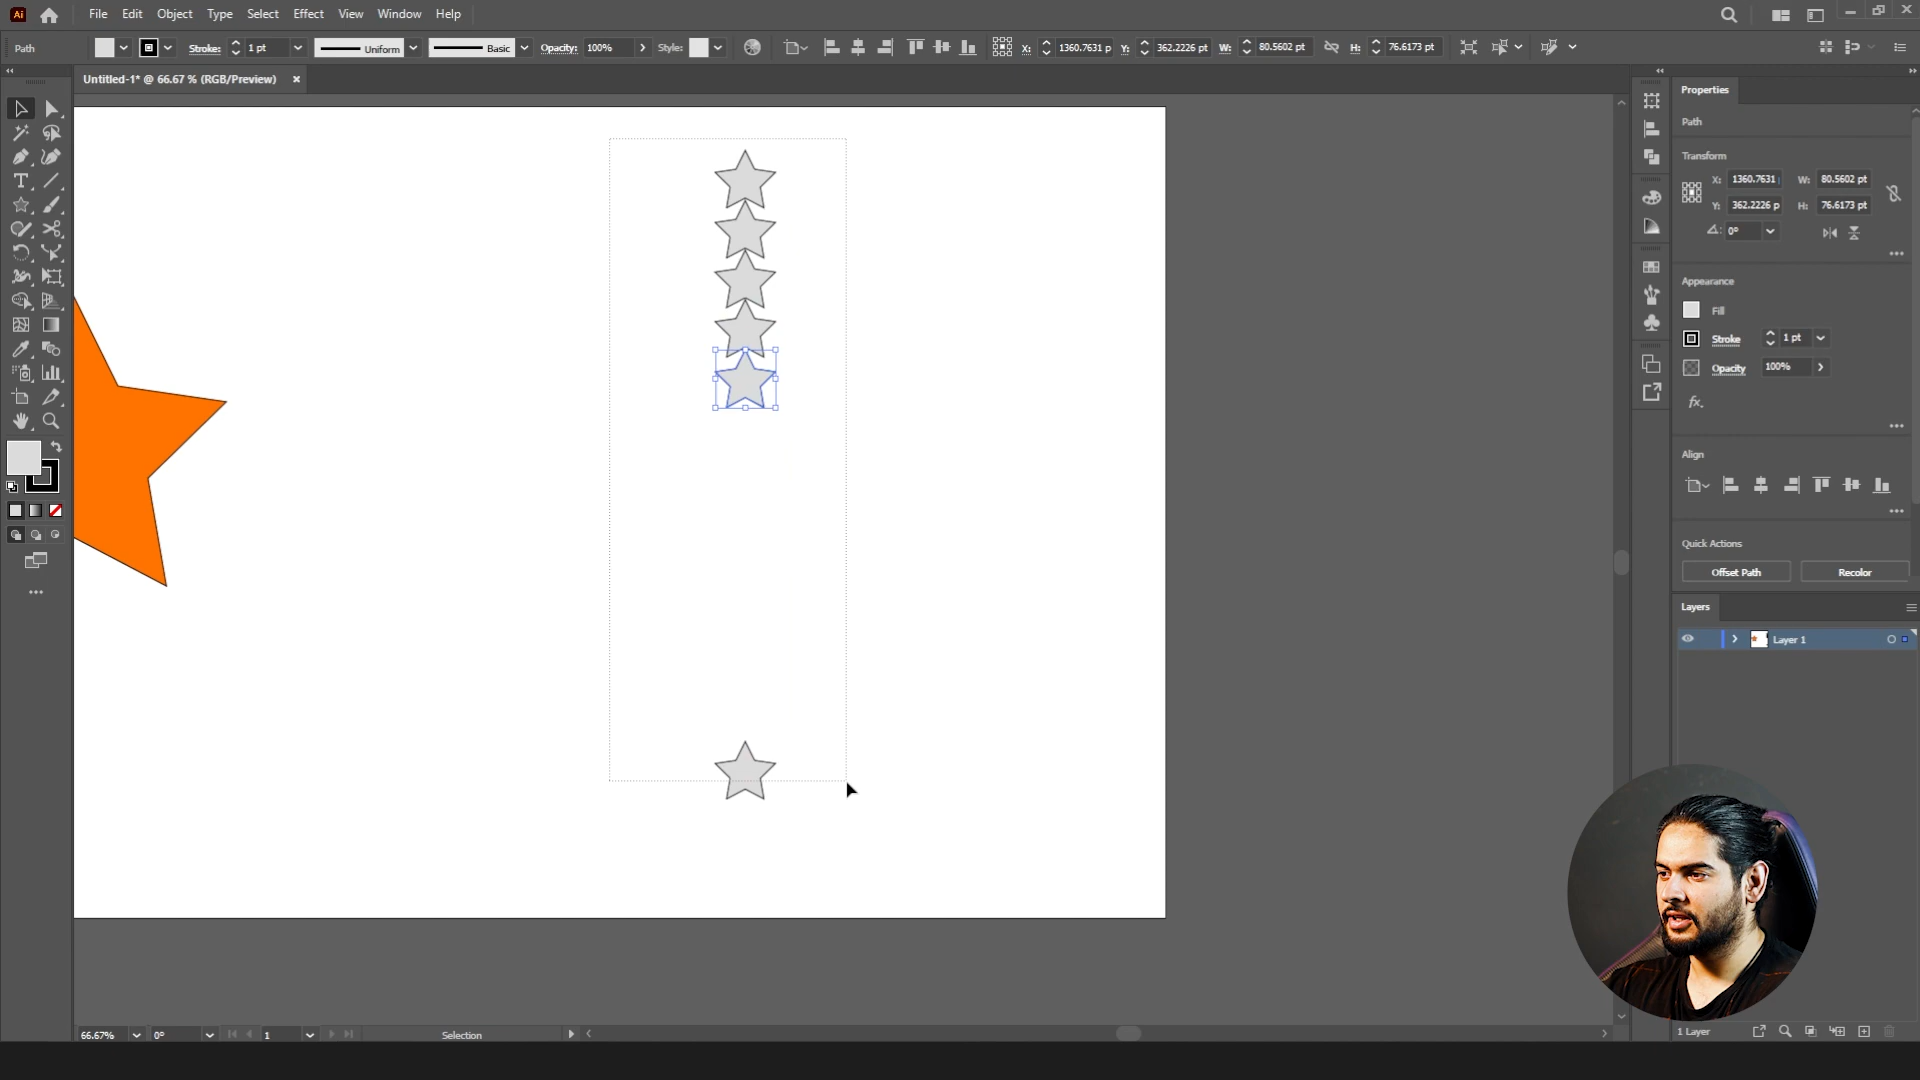 Ai File Edit Object Type Select Effect View Window Help
Path Stroke: 1 pt Uniform Basic Opacity: 100% Style: X: 1360.7631 p Y: 362.2226 pt W: 80.5602 pt H: 76.6173 pt
Untitled-1* @ 66.67 % (RGB/Preview)
Properties
Path
Transform
X: 1360.7631 W: 80.5602 pt
Y: 362.2226 p H: 76.6173 pt
0°
Appearance
Fill
Stroke 1 pt
Opacity 100%
fx.
Align
Quick Actions
Offset Path Recolor
Layers
Layer 1
66.67% 0° 1 Selection
1 Layer